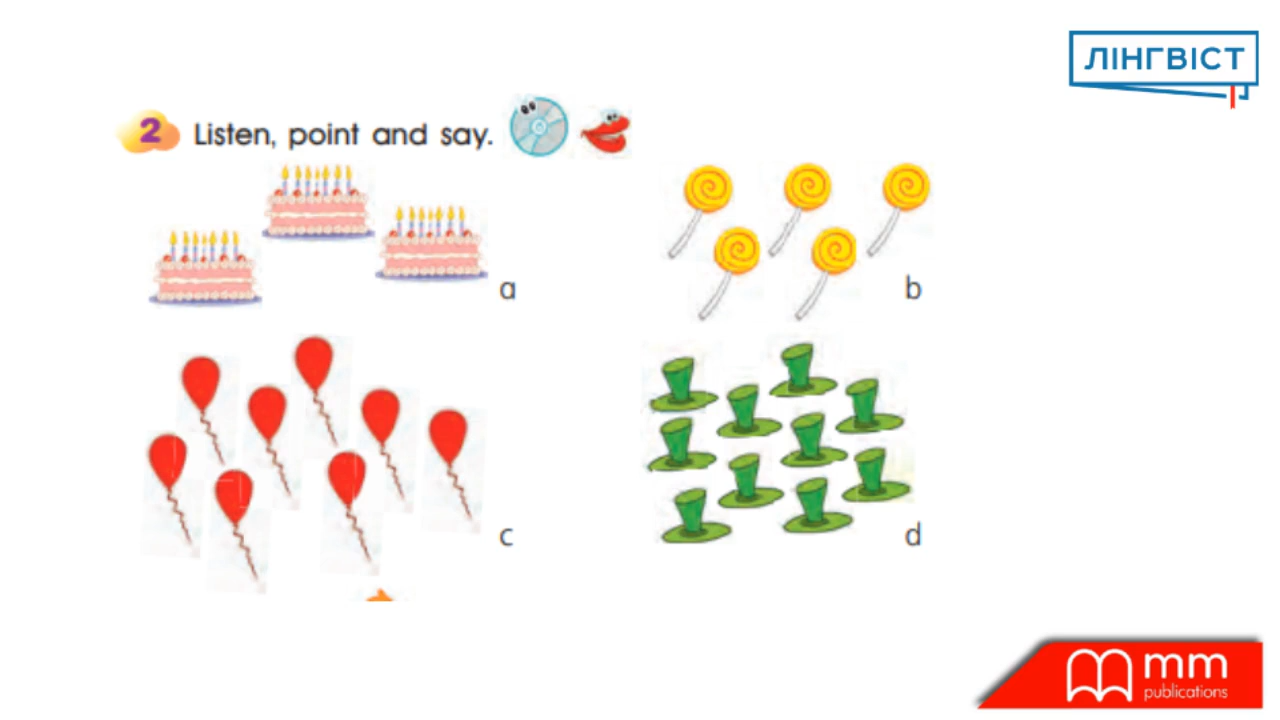 ЛІНГВІСТ
2 Listen, point and say.
a
b
c
d
mm
publications